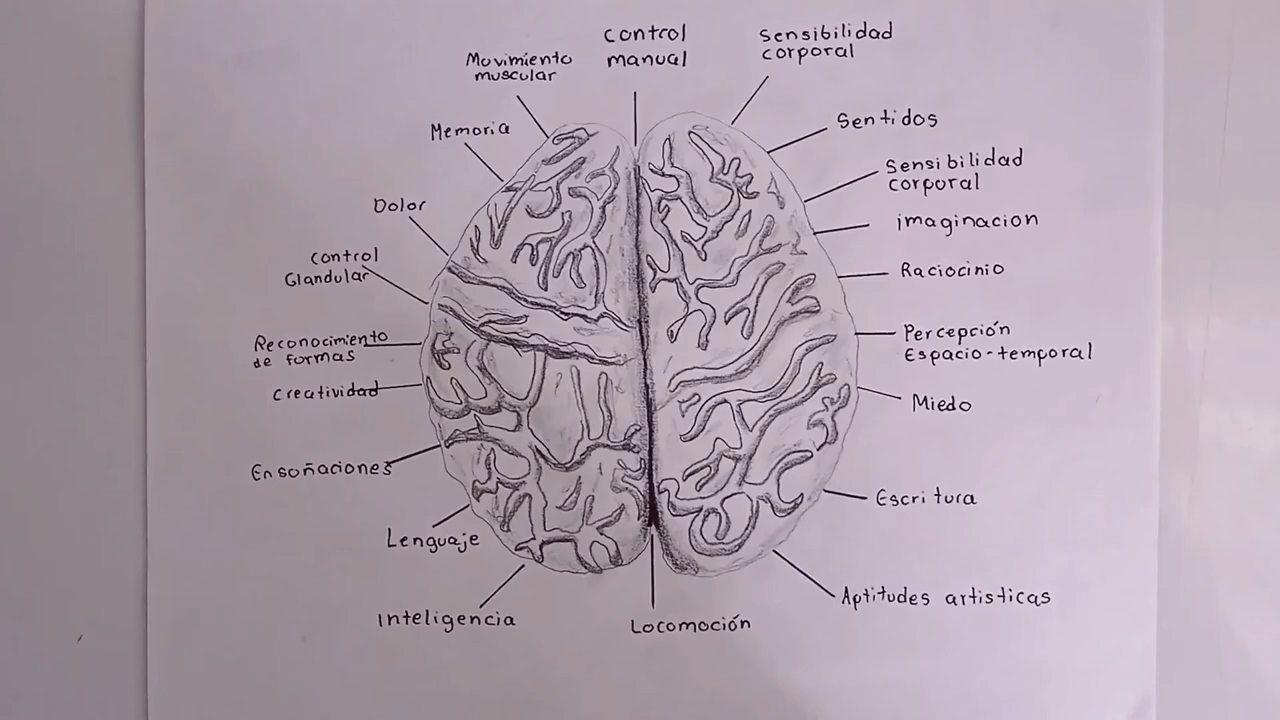 control
manual
Sensibilidad
corporal
Movimiento
muscular
Memoria
Sentidos
Sensibilidad
corporal
Dolor
imaginacion
control
Glandular
Raciocinio
Reconocimiento
de formas
Percepción
Espacio-temporal
creatividad
Miedo
Ensoñaciones
Escritura
Lenguaje
Aptitudes artisticas
Inteligencia
Locomoción